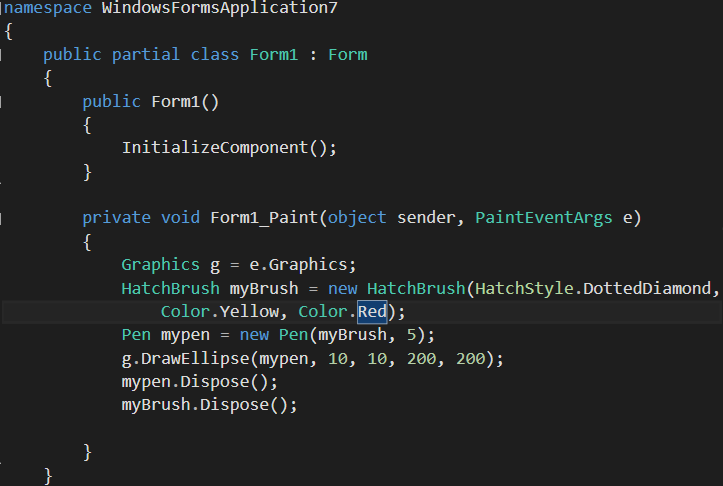 namespace WindowsFormsApplication7
{
    public partial class Form1 : Form
    {
        public Form1()
        {
            InitializeComponent();
        }

        private void Form1_Paint(object sender, PaintEventArgs e)
        {
            Graphics g = e.Graphics;
            HatchBrush myBrush = new HatchBrush(HatchStyle.DottedDiamond,
                Color.Yellow, Color.Red);
            Pen mypen = new Pen(myBrush, 5);
            g.DrawEllipse(mypen, 10, 10, 200, 200);
            mypen.Dispose();
            myBrush.Dispose();

        }
    }